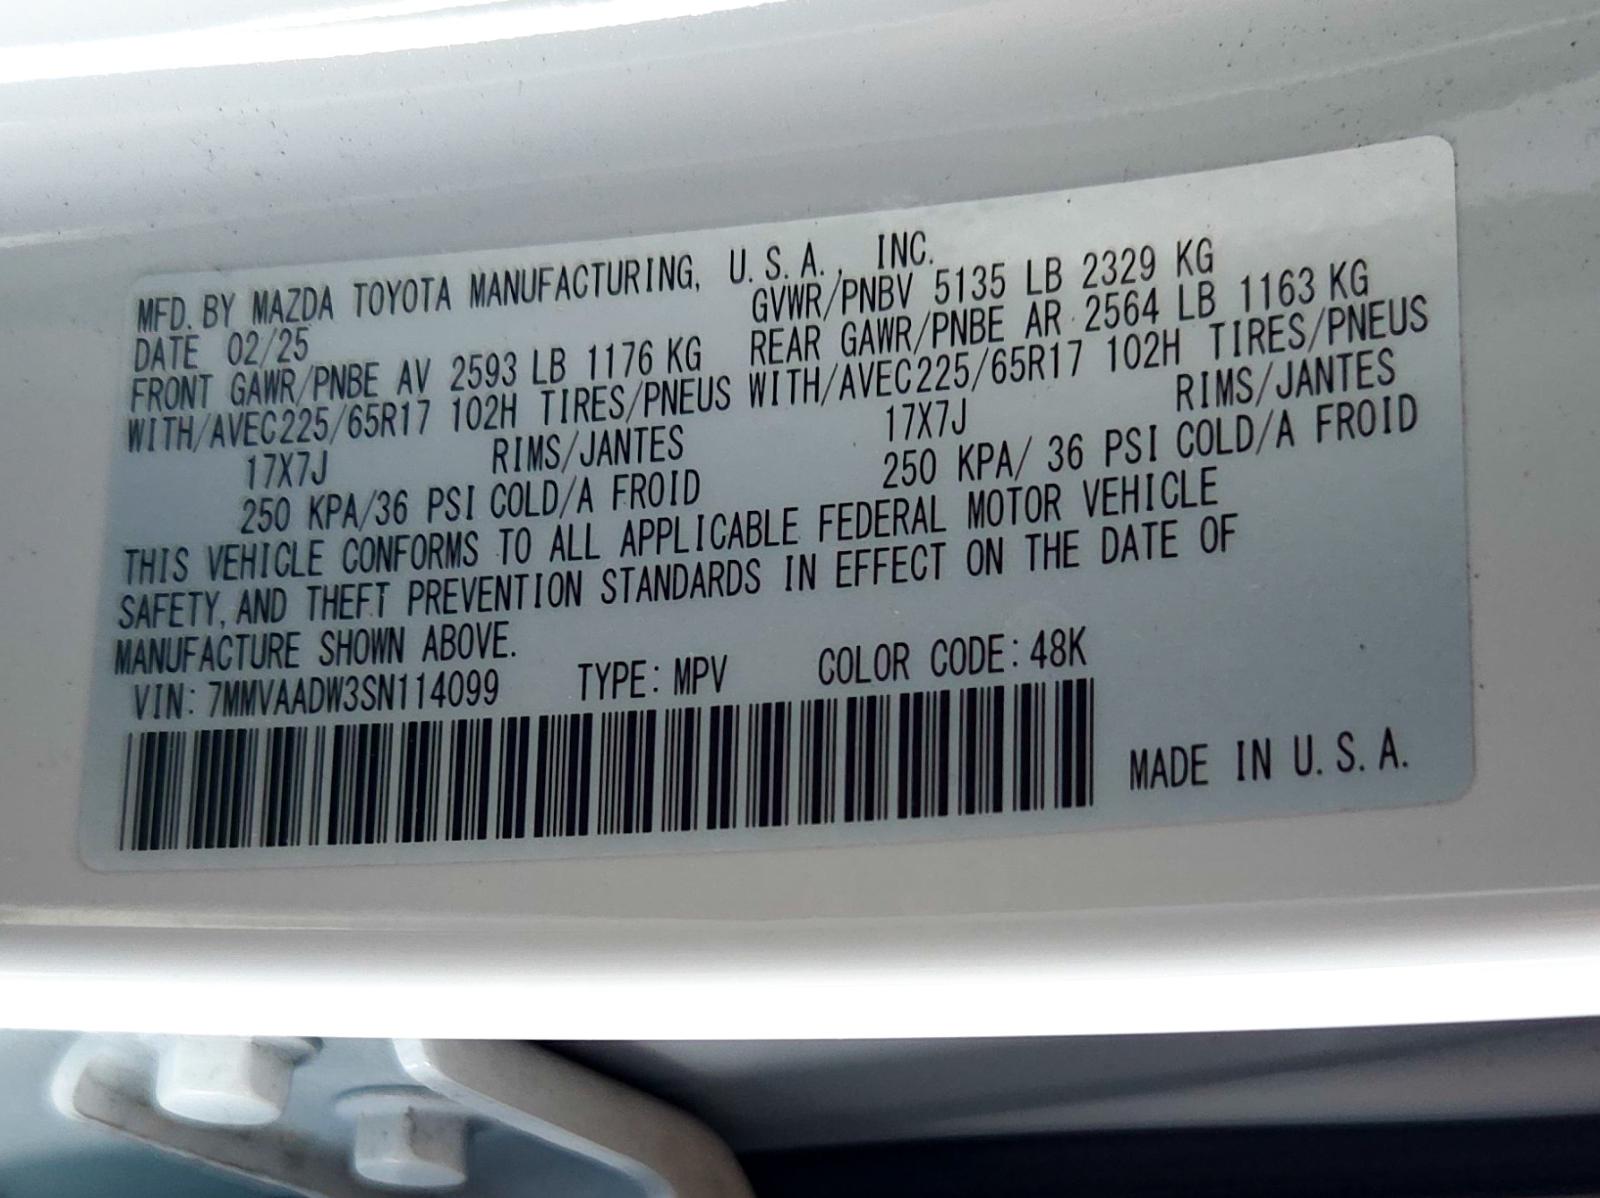 MFD. BY MAZDA TOYOTA MANUFACTURING, U.S.A., INC.
DATE 02/25 GVWR/PNBV 5135 LB 2329 KG
FRONT GAWR/PNBE AV 2593 LB 1176 KG REAR GAWR/PNBE AR 2564 LB 1163 KG
WITH/AVEC225/65R17 102H TIRES/PNEUS WITH/AVEC225/65R17 102H TIRES/PNEUS
17X7J RIMS/JANTES 17X7J RIMS/JANTES
250 KPA/36 PSI COLD/A FROID 250 KPA/ 36 PSI COLD/A FROID
THIS VEHICLE CONFORMS TO ALL APPLICABLE FEDERAL MOTOR VEHICLE
SAFETY, AND THEFT PREVENTION STANDARDS IN EFFECT ON THE DATE OF
MANUFACTURE SHOWN ABOVE.
VIN: 7MMVAADW3SN114099 TYPE: MPV COLOR CODE: 48K
MADE IN U.S.A.